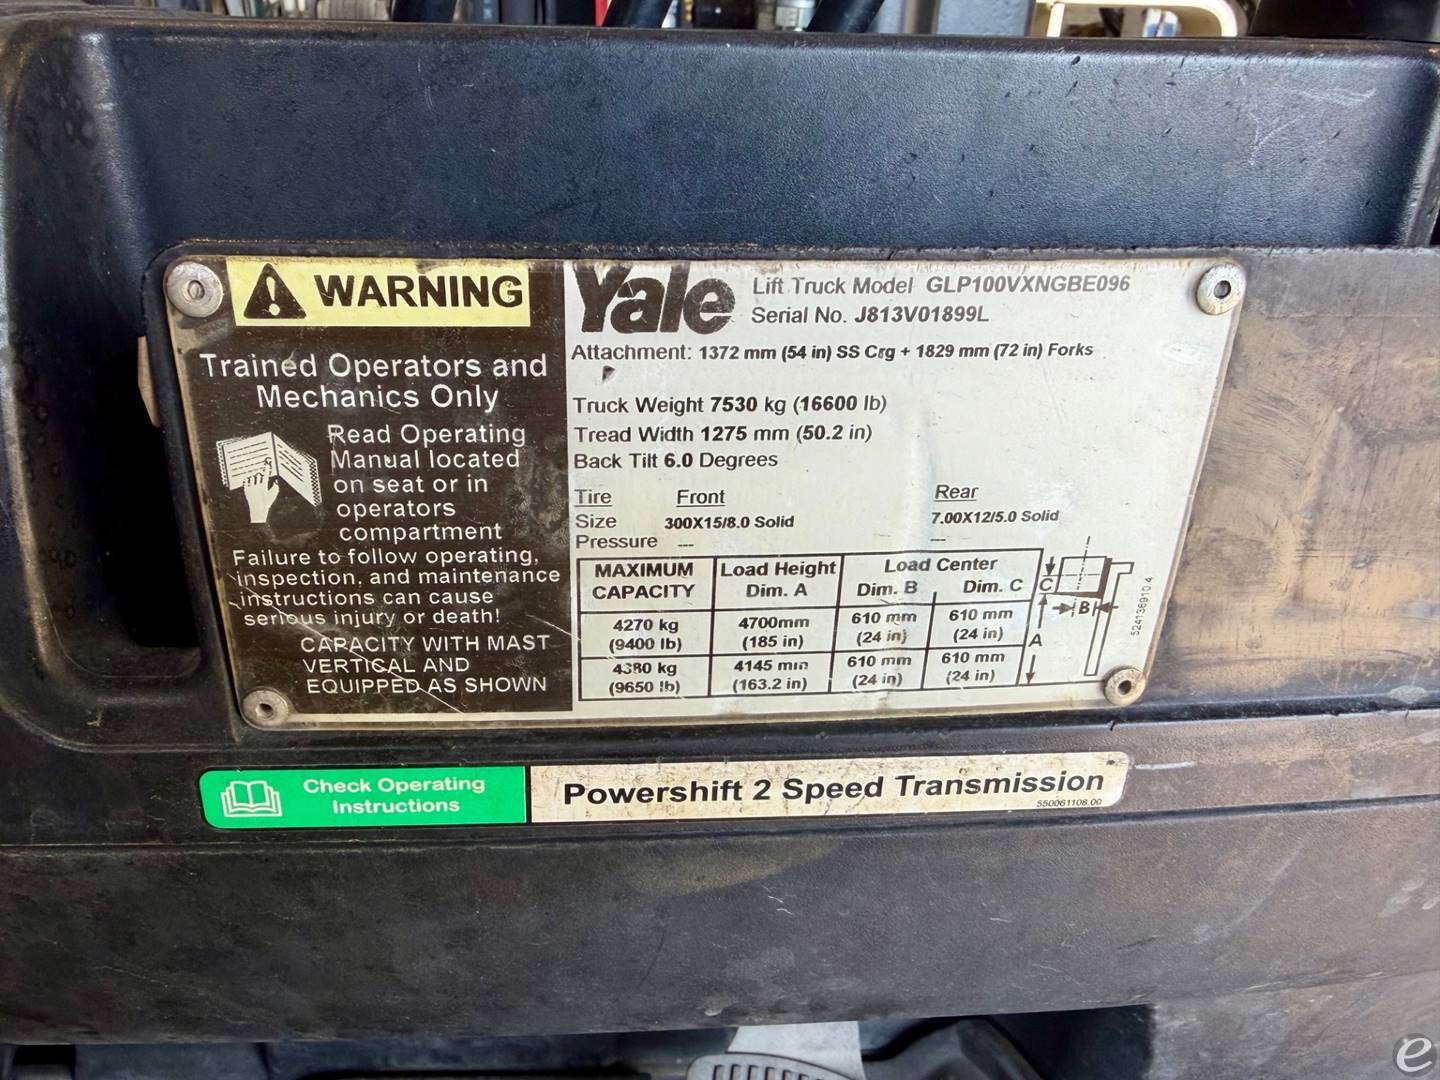 WARNING
Trained Operators and
Mechanics Only
Read Operating
Manual located
on seat or in
operators
compartment
Failure to follow operating,
inspection, and maintenance
instructions can cause
serious injury or death!
CAPACITY WITH MAST
VERTICAL AND
EQUIPPED AS SHOWN
Yale
Lift Truck Model GLP100VXNGBE096
Serial No. J813V01899L
Attachment: 1372 mm (54 in) SS Crg + 1829 mm (72 in) Forks
Truck Weight 7530 kg (16600 lb)
Tread Width 1275 mm (50.2 in)
Back Tilt 6.0 Degrees
Tire Front Rear
Size 300X15/8.0 Solid 7.00X12/5.0 Solid
Pressure --- ---
MAXIMUM Load Height Load Center
CAPACITY Dim. A Dim. B Dim. C
4270 kg 4700mm 610 mm 610 mm
(9400 lb) (185 in) (24 in) (24 in)
4380 kg 4145 mm 610 mm 610 mm
(9650 lb) (163.2 in) (24 in) (24 in)
C
B
A
524136910.4
Check Operating
Instructions
Powershift 2 Speed Transmission
550061108.00
e